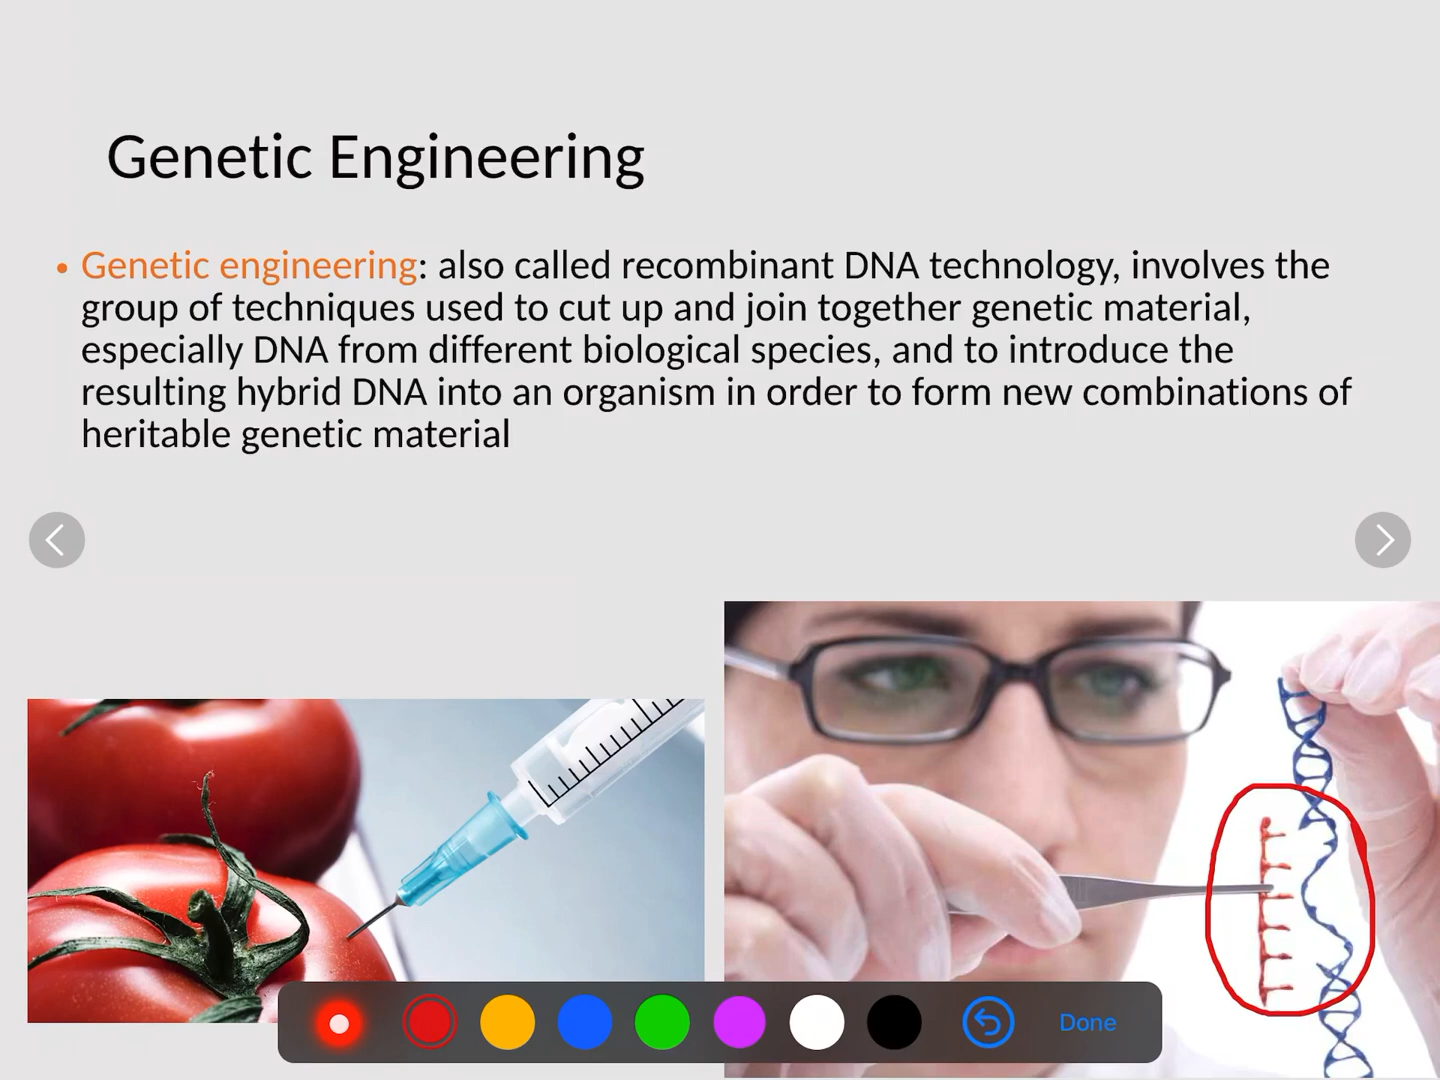 Genetic Engineering
• Genetic engineering: also called recombinant DNA technology, involves the
group of techniques used to cut up and join together genetic material,
especially DNA from different biological species, and to introduce the
resulting hybrid DNA into an organism in order to form new combinations of
heritable genetic material
Done